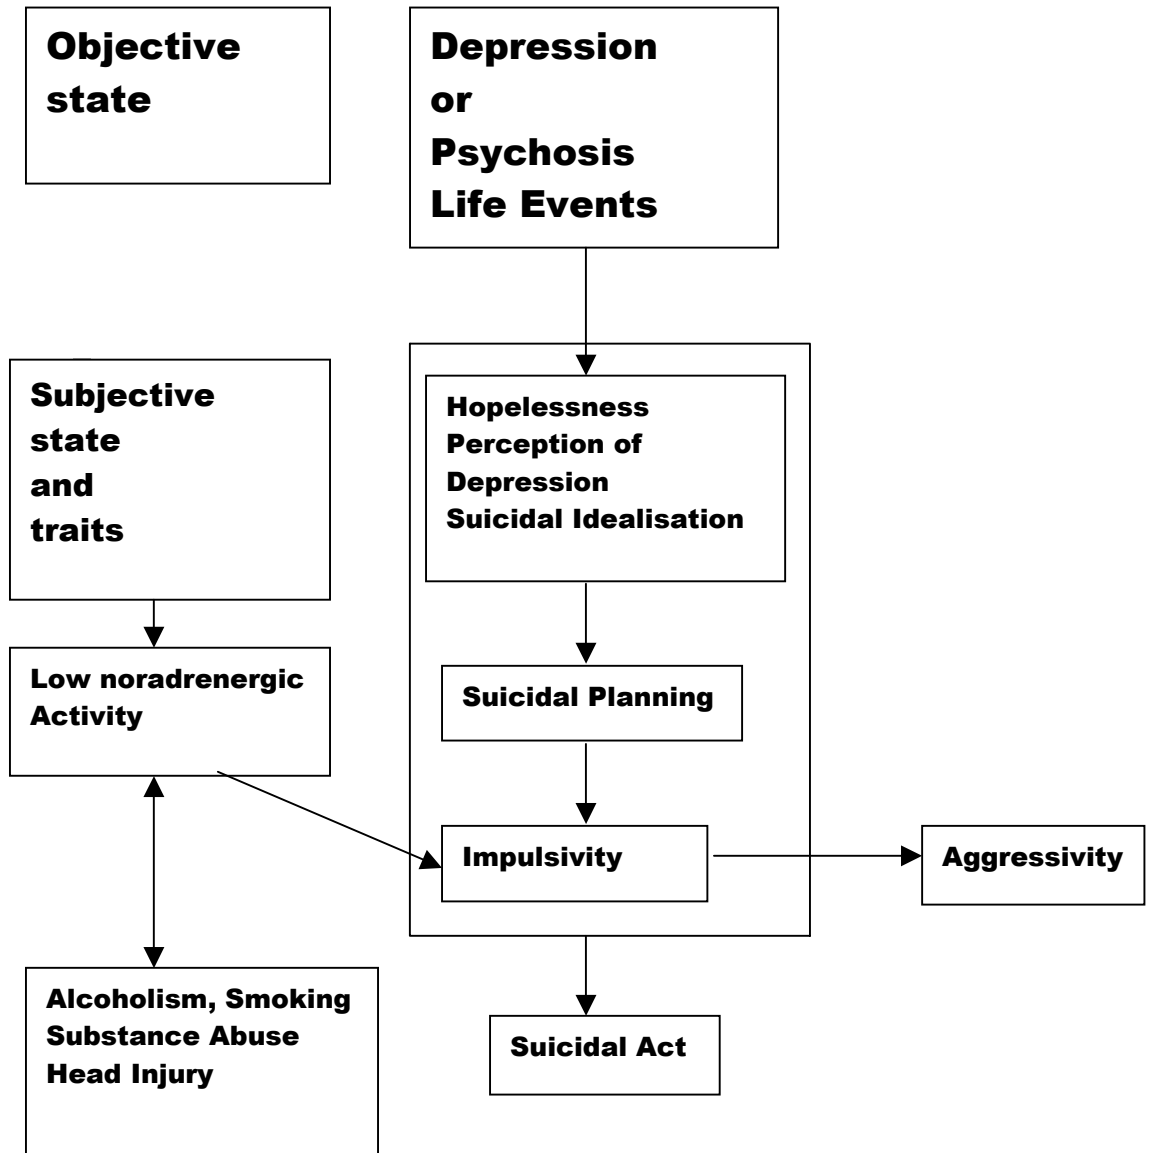 Objective
state
Depression
or
Psychosis
Life Events
Subjective
state
and
traits
Hopelessness
Perception of
Depression
Suicidal Idealisation
Low noradrenergic
Activity
Suicidal Planning
Impulsivity
Aggressivity
Alcoholism, Smoking
Substance Abuse
Head Injury
Suicidal Act